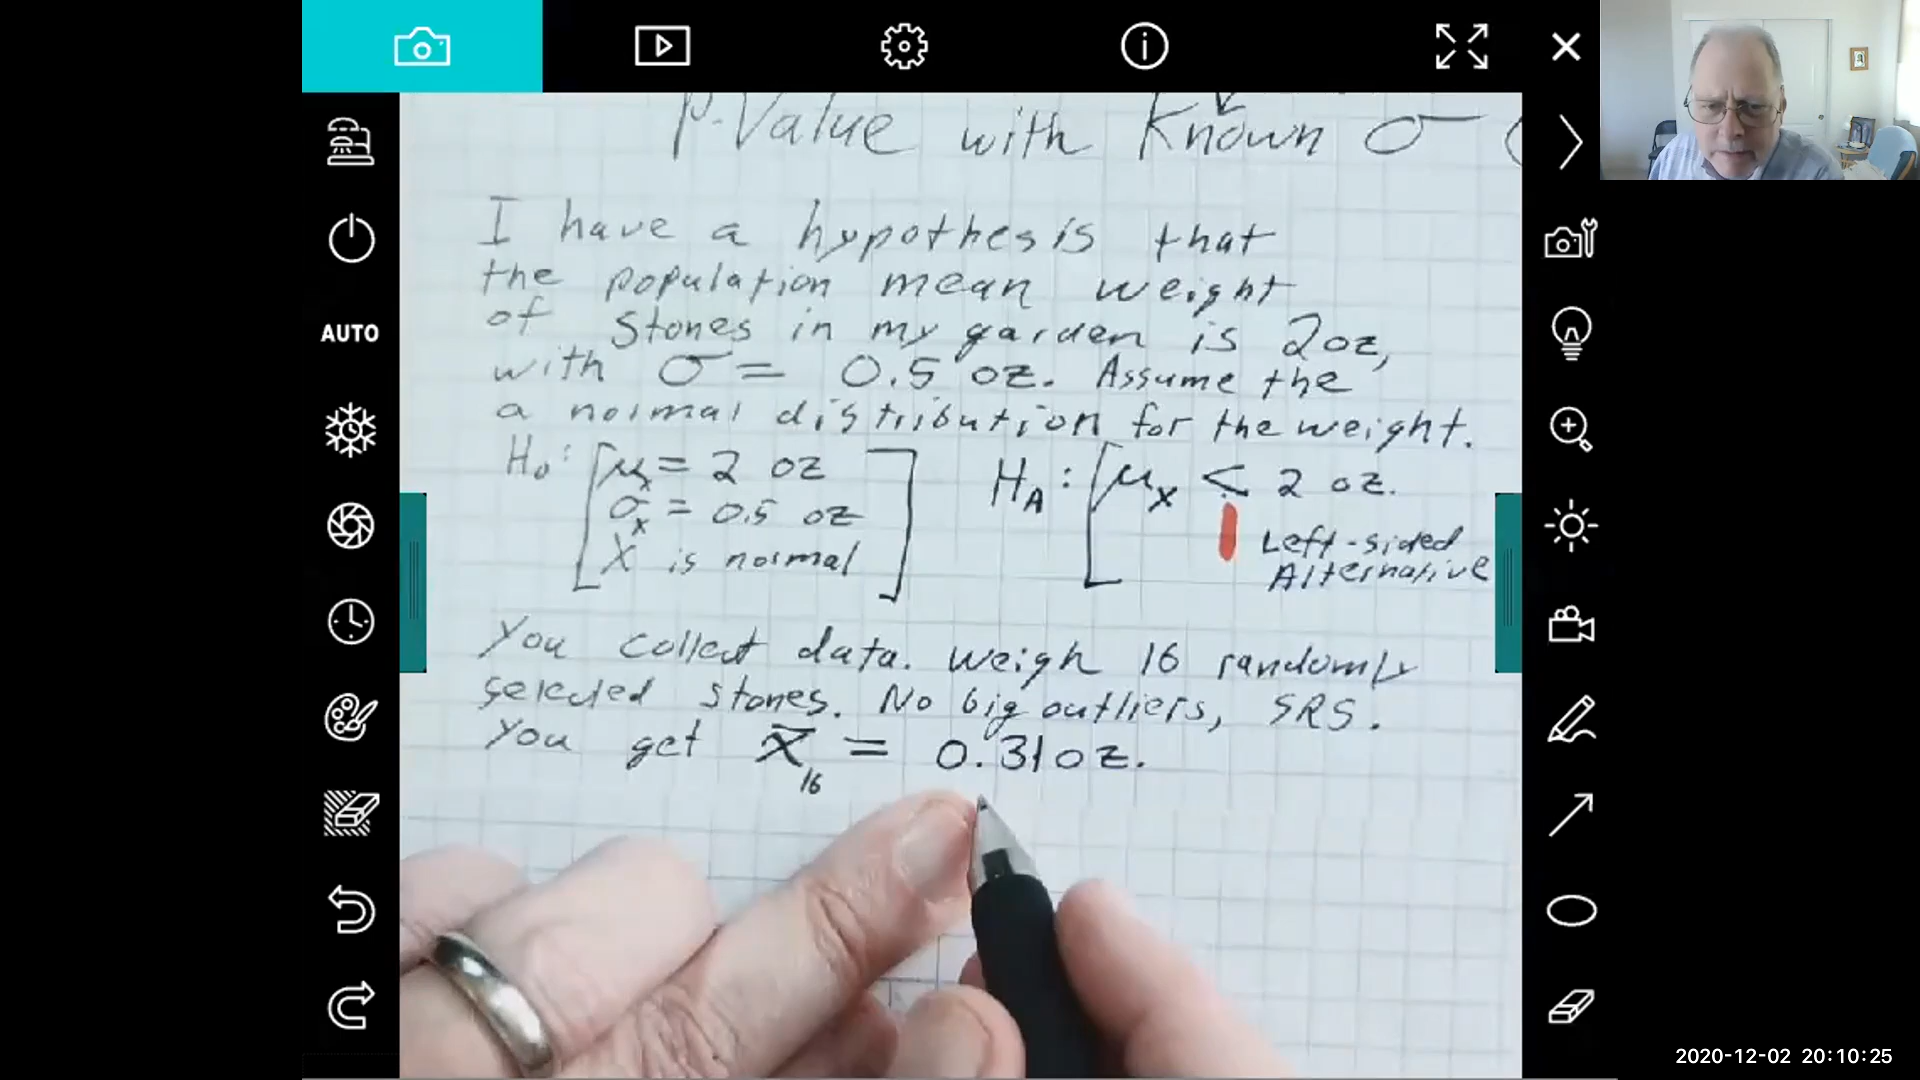 P-Value with Known σ (
I have a hypothesis that
the population mean weight
of stones in my garden is 2oz,
with σ = 0.5 oz. Assume the
a normal distribution for the weight.
H₀: [μₓ = 2 oz
σₓ = 0.5 oz
X is normal]
H_A: [μₓ < 2 oz.
Left-sided
Alternative
You collect data. Weigh 16 randomly
selected stones. No big outliers, SRS.
You get x̄₁₆ = 0.31oz.
AUTO
2020-12-02 20:10:25